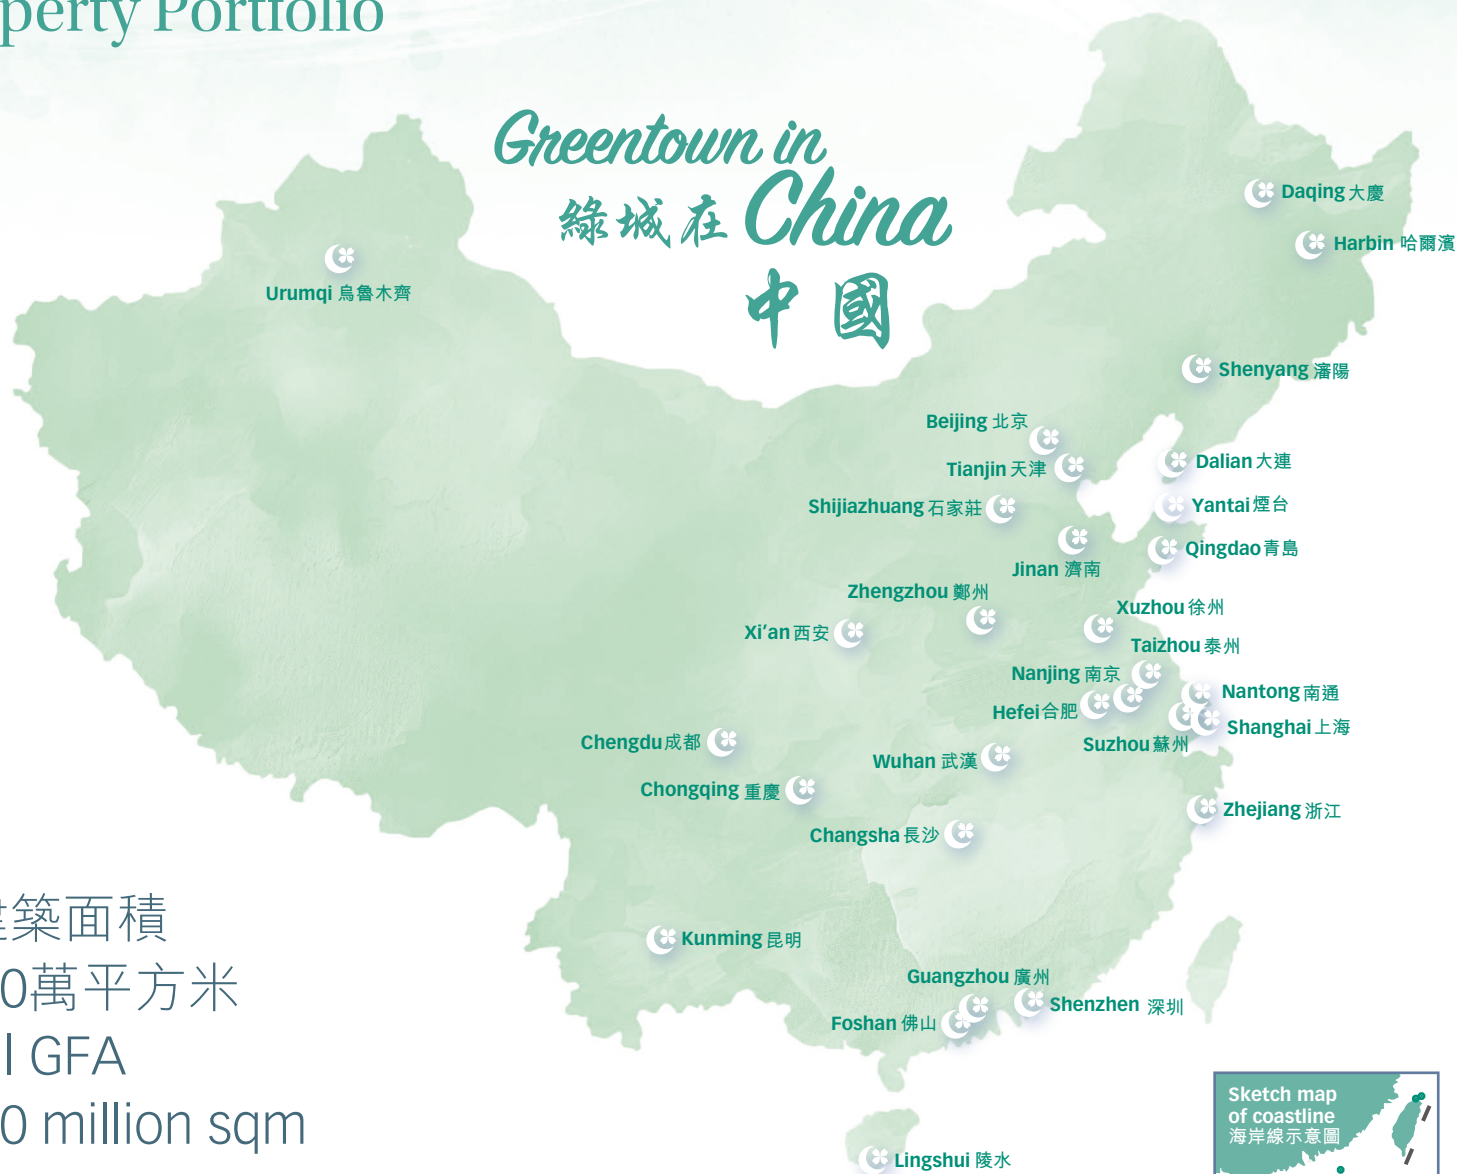 perty Portfolio
Greentown in
綠城在 China
中國
Daqing 大慶
Harbin 哈爾濱
Urumqi 烏魯木齊
Shenyang 瀋陽
Beijing 北京
Tianjin 天津
Dalian 大連
Shijiazhuang 石家莊
Yantai 煙台
Qingdao 青島
Jinan 濟南
Zhengzhou 鄭州
Xuzhou 徐州
Xi'an 西安
Taizhou 泰州
Nanjing 南京
Nantong 南通
Hefei 合肥
Shanghai 上海
Suzhou 蘇州
Chengdu 成都
Wuhan 武漢
Chongqing 重慶
Zhejiang 浙江
Changsha 長沙
建築面積
0萬平方米
l GFA
0 million sqm
Kunming 昆明
Guangzhou 廣州
Shenzhen 深圳
Foshan 佛山
Lingshui 陵水
Sketch map
of coastline
海岸線示意圖